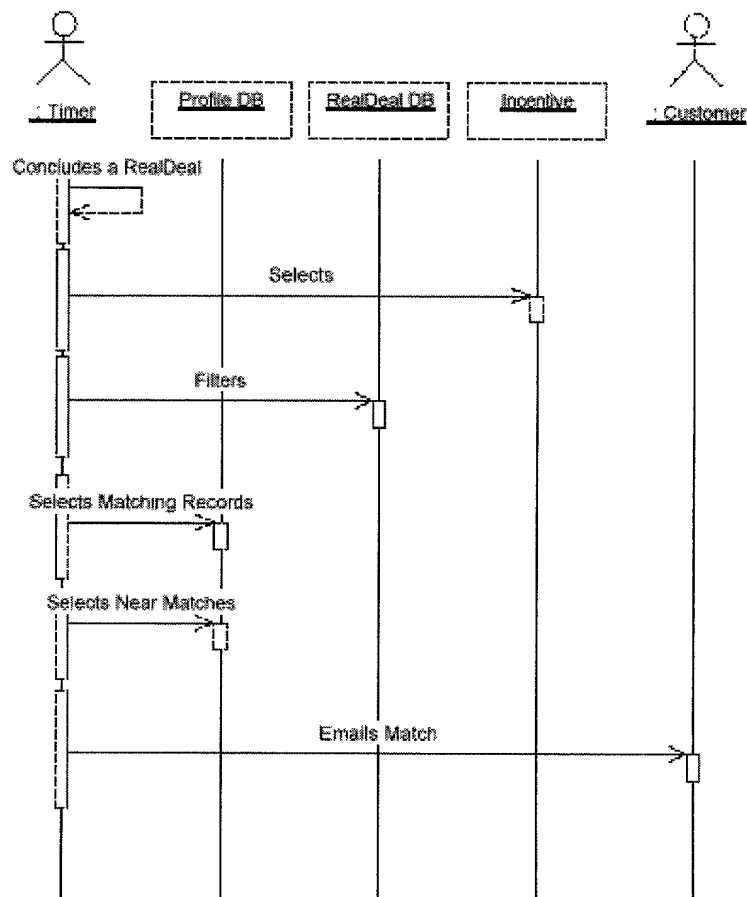 : Timer
Profile DB
RealDeal DB
Incentive
: Customer
Concludes a RealDeal
Selects
Filters
Selects Matching Records
Selects Near Matches
Emails Match